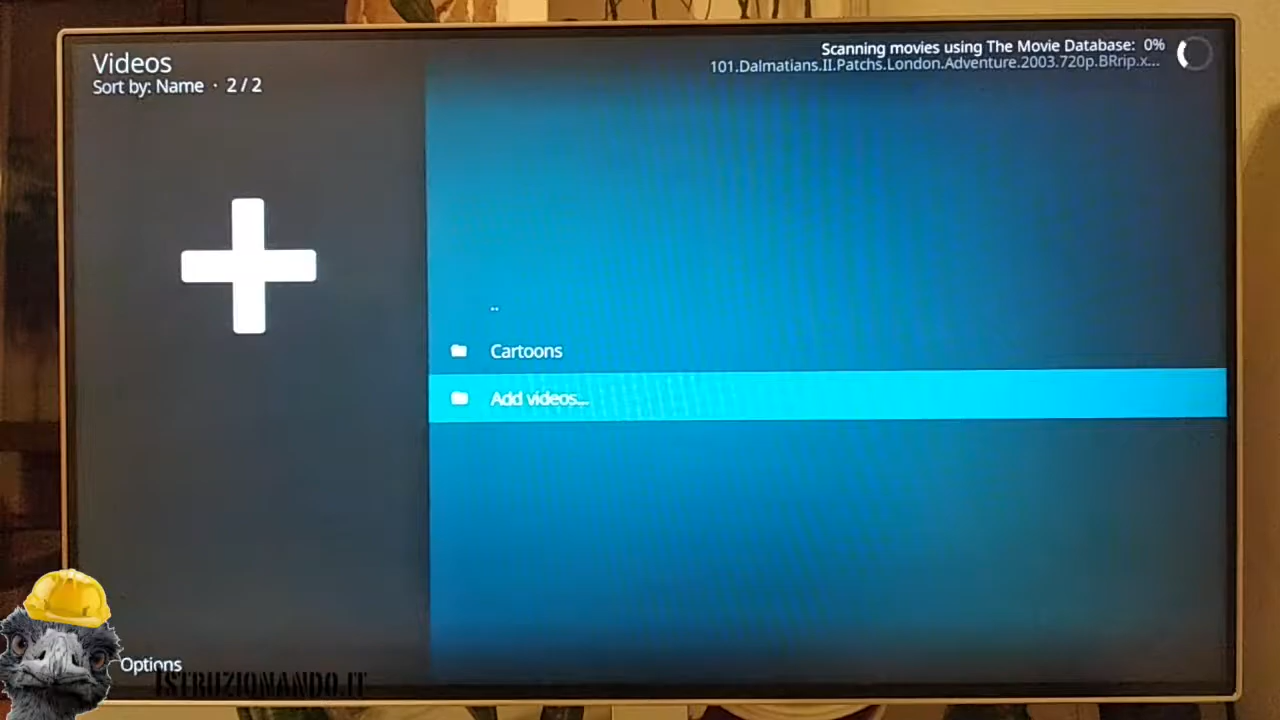 Videos
Sort by: Name · 2 / 2
Scanning movies using The Movie Database: 0%
101.Dalmatians.II.Patchs.London.Adventure.2003.720p.BRrip.x...
..
Cartoons
Add videos...
Options
ISTRUZIONANDO.IT